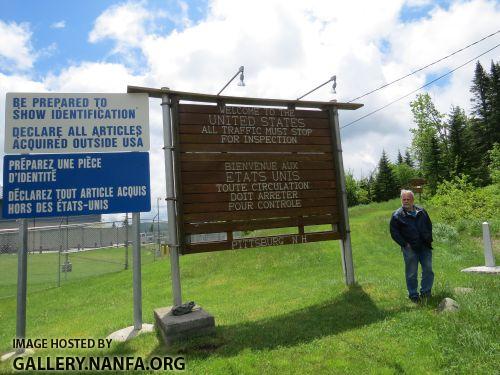 BE PREPARED TO
SHOW IDENTIFICATION
DECLARE ALL ARTICLES
ACQUIRED OUTSIDE USA
PRÉPAREZ UNE PIÈCE
D'IDENTITÉ
DÉCLAREZ TOUT ARTICLE ACQUIS
HORS DES ÉTATS-UNIS
WELCOME TO THE
UNITED STATES
ALL TRAFFIC MUST STOP
FOR INSPECTION
BIENVENUE AUX
ETATS UNIS
TOUTE CIRCULATION
DOIT ARRETER
POUR CONTROLE
PITTSBURG N H
IMAGE HOSTED BY
GALLERY.NANFA.ORG